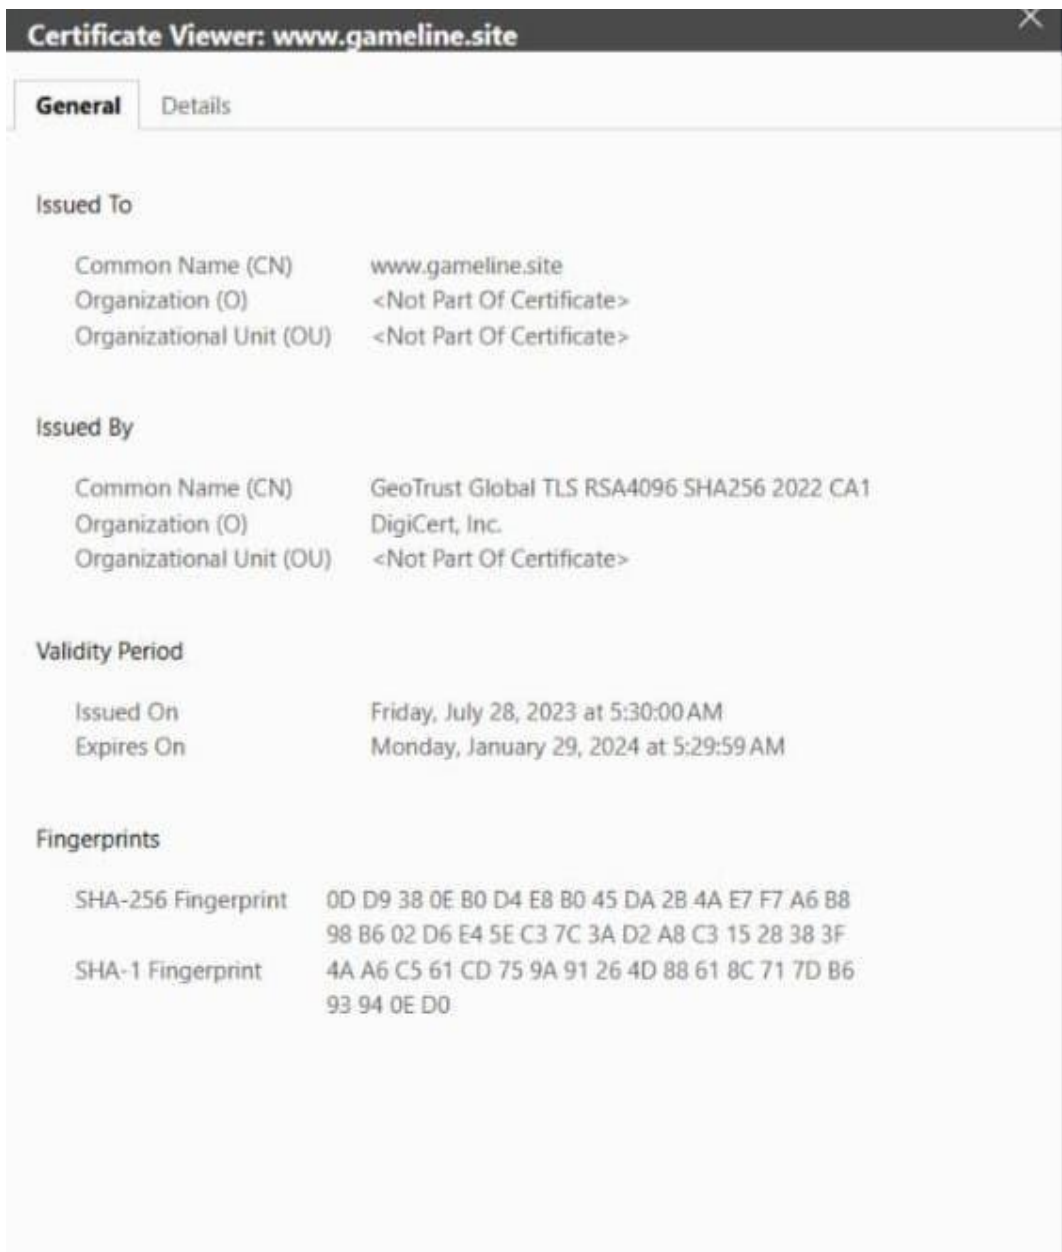 Certificate Viewer: www.gameline.site
General Details
Issued To
Common Name (CN) www.gameline.site
Organization (O) <Not Part Of Certificate>
Organizational Unit (OU) <Not Part Of Certificate>
Issued By
Common Name (CN) GeoTrust Global TLS RSA4096 SHA256 2022 CA1
Organization (O) DigiCert, Inc.
Organizational Unit (OU) <Not Part Of Certificate>
Validity Period
Issued On Friday, July 28, 2023 at 5:30:00 AM
Expires On Monday, January 29, 2024 at 5:29:59 AM
Fingerprints
SHA-256 Fingerprint 0D D9 38 0E B0 D4 E8 B0 45 DA 2B 4A E7 F7 A6 B8
98 B6 02 D6 E4 5E C3 7C 3A D2 A8 C3 15 28 38 3F
SHA-1 Fingerprint 4A A6 C5 61 CD 75 9A 91 26 4D 88 61 8C 71 7D B6
93 94 0E D0